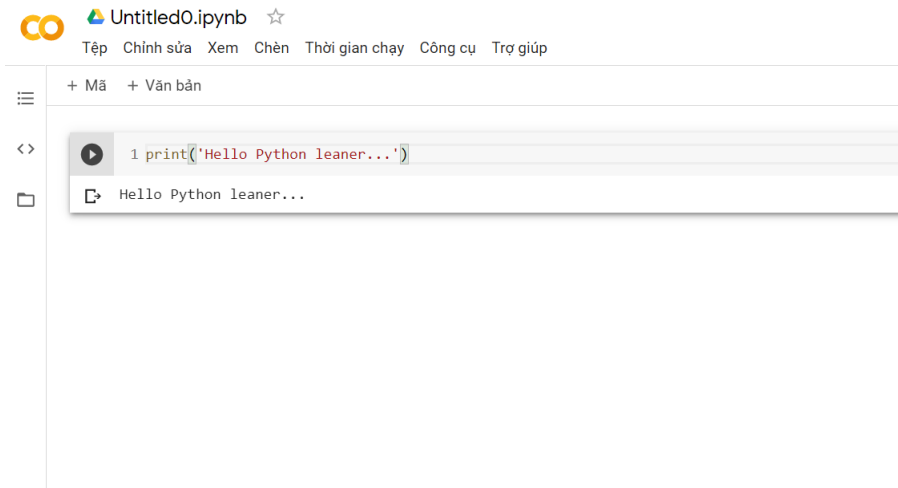 Untitled0.ipynb
Tệp Chỉnh sửa Xem Chèn Thời gian chạy Công cụ Trợ giúp
+ Mã + Văn bản
1 print('Hello Python leaner...')
Hello Python leaner...